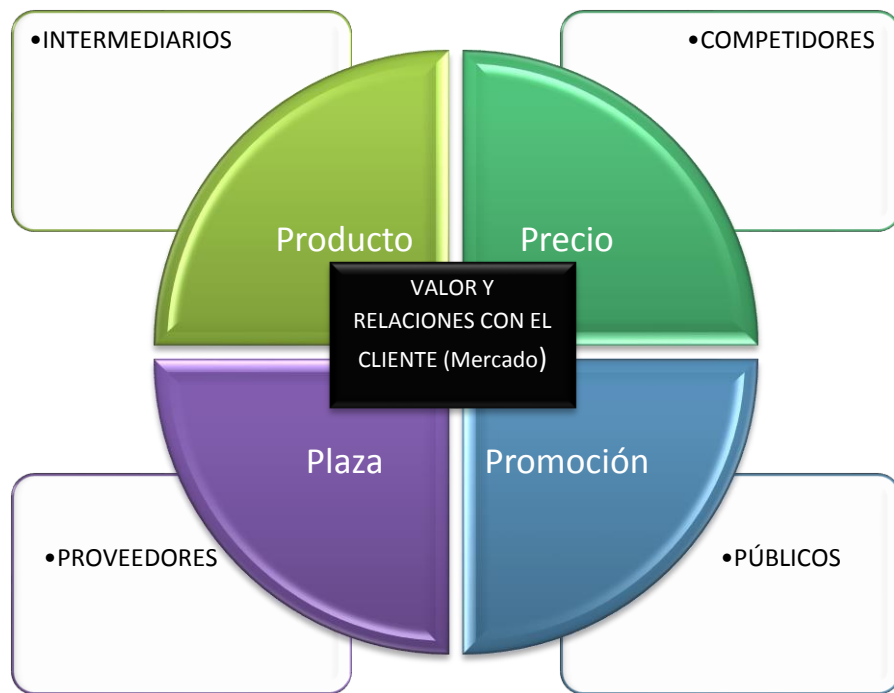 •INTERMEDIARIOS
•COMPETIDORES
Producto
Precio
VALOR Y
RELACIONES CON EL
CLIENTE (Mercado)
Plaza
Promoción
•PROVEEDORES
•PÚBLICOS